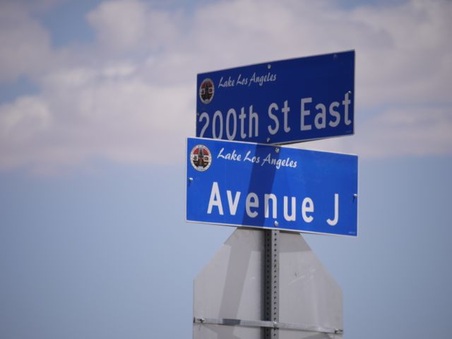 Lake Los Angeles
200th St East
Lake Los Angeles
Avenue J